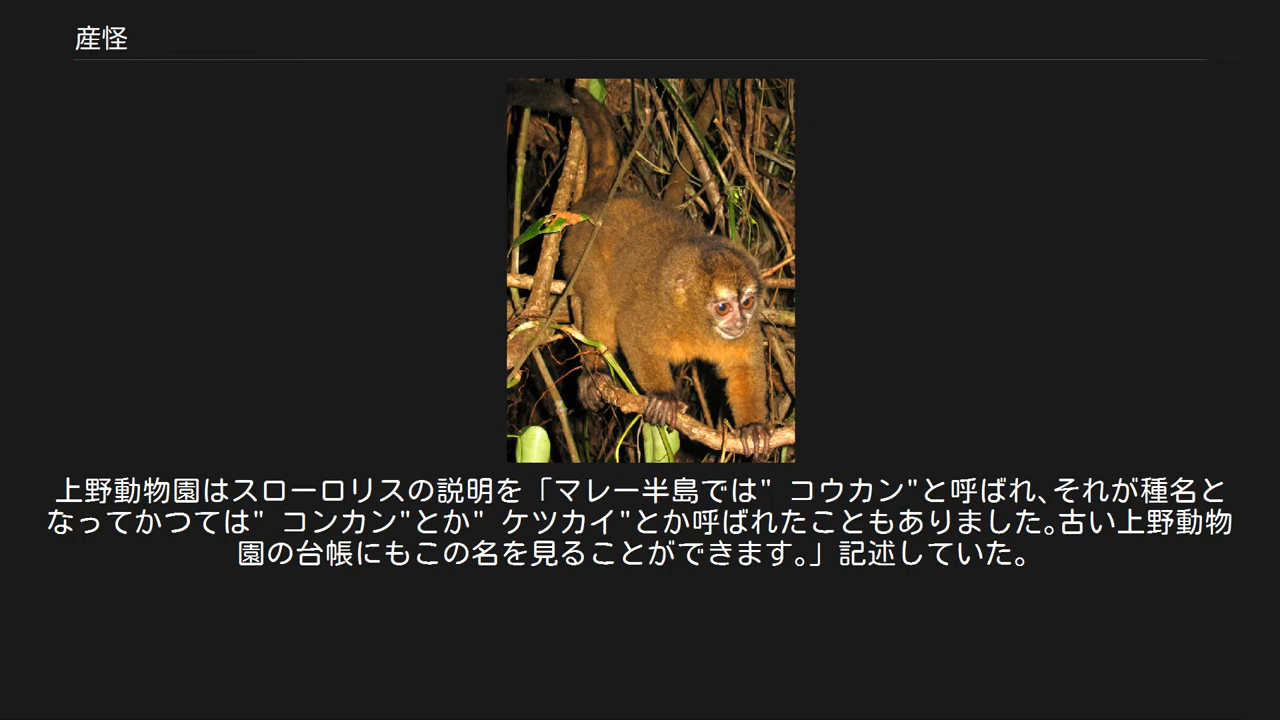 産怪
上野動物園はスローロリスの説明を「マレー半島では" コウカン"と呼ばれ､それが種名と
なってかつては" コンカン"とか" ケツカイ"とか呼ばれたこともありました｡古い上野動物
園の台帳にもこの名を見ることができます｡」記述していた｡